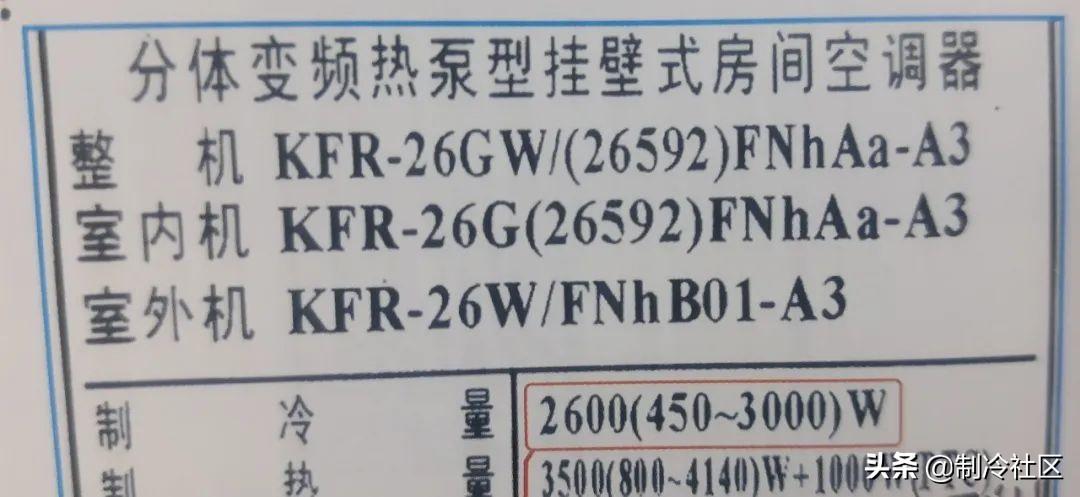 分体变频热泵型挂壁式房间空调器
整 机 KFR-26GW/(26592)FNhAa-A3
室内机 KFR-26G(26592)FNhAa-A3
室外机 KFR-26W/FNhB01-A3
制 冷 量 2600(450~3000)W
制 热 量 3500(800~4140)W+100
头条 @制冷社区